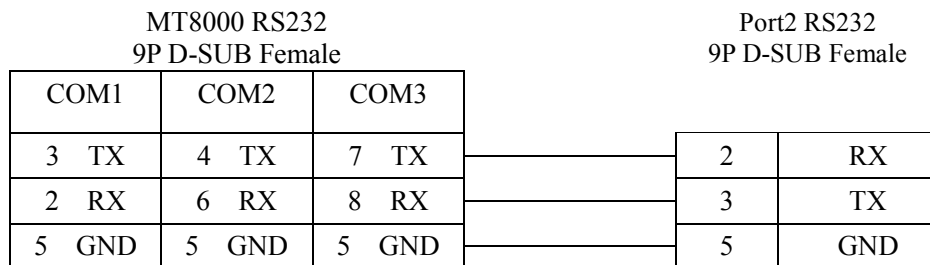 MT8000 RS232
9P D-SUB Female
Port2 RS232
9P D-SUB Female
COM1 COM2 COM3
3 TX 4 TX 7 TX 2 RX
2 RX 6 RX 8 RX 3 TX
5 GND 5 GND 5 GND 5 GND